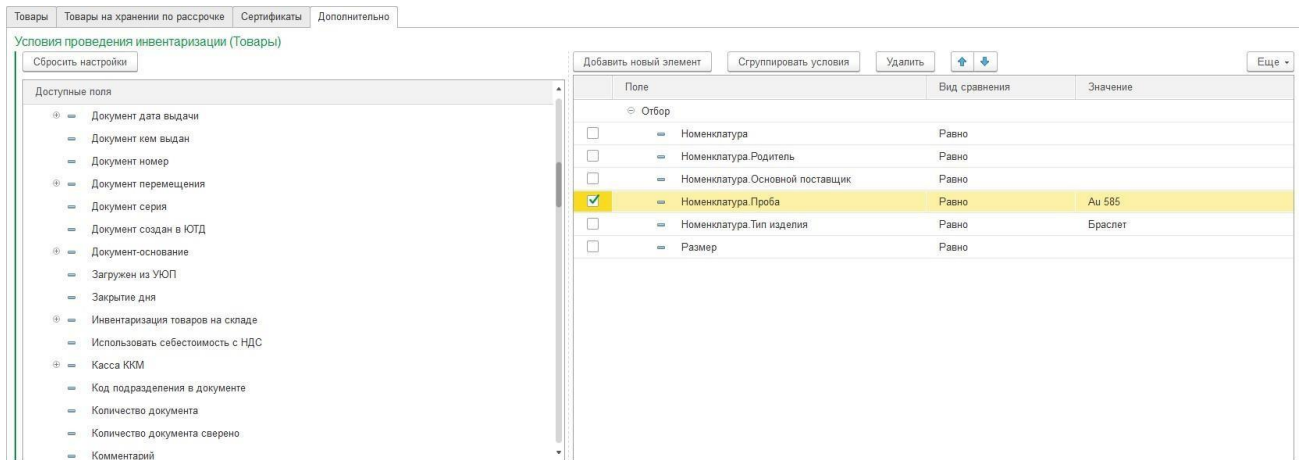 Товары Товары на хранении по рассрочке Сертификаты Дополнительно
Условия проведения инвентаризации (Товары)
Сбросить настройки
Доступные поля
Документ дата выдачи
Документ кем выдан
Документ номер
Документ перемещения
Документ серия
Документ создан в ЮТД
Документ-основание
Загружен из УЮП
Закрытие дня
Инвентаризация товаров на складе
Использовать себестоимость с НДС
Касса ККМ
Код подразделения в документе
Количество документа
Количество документа сверено
Комментарий
Добавить новый элемент Сгруппировать условия Удалить Еще
Поле Вид сравнения Значение
Отбор
Номенклатура Равно
Номенклатура.Родитель Равно
Номенклатура.Основной поставщик Равно
Номенклатура.Проба Равно Au 585
Номенклатура.Тип изделия Равно Браслет
Размер Равно